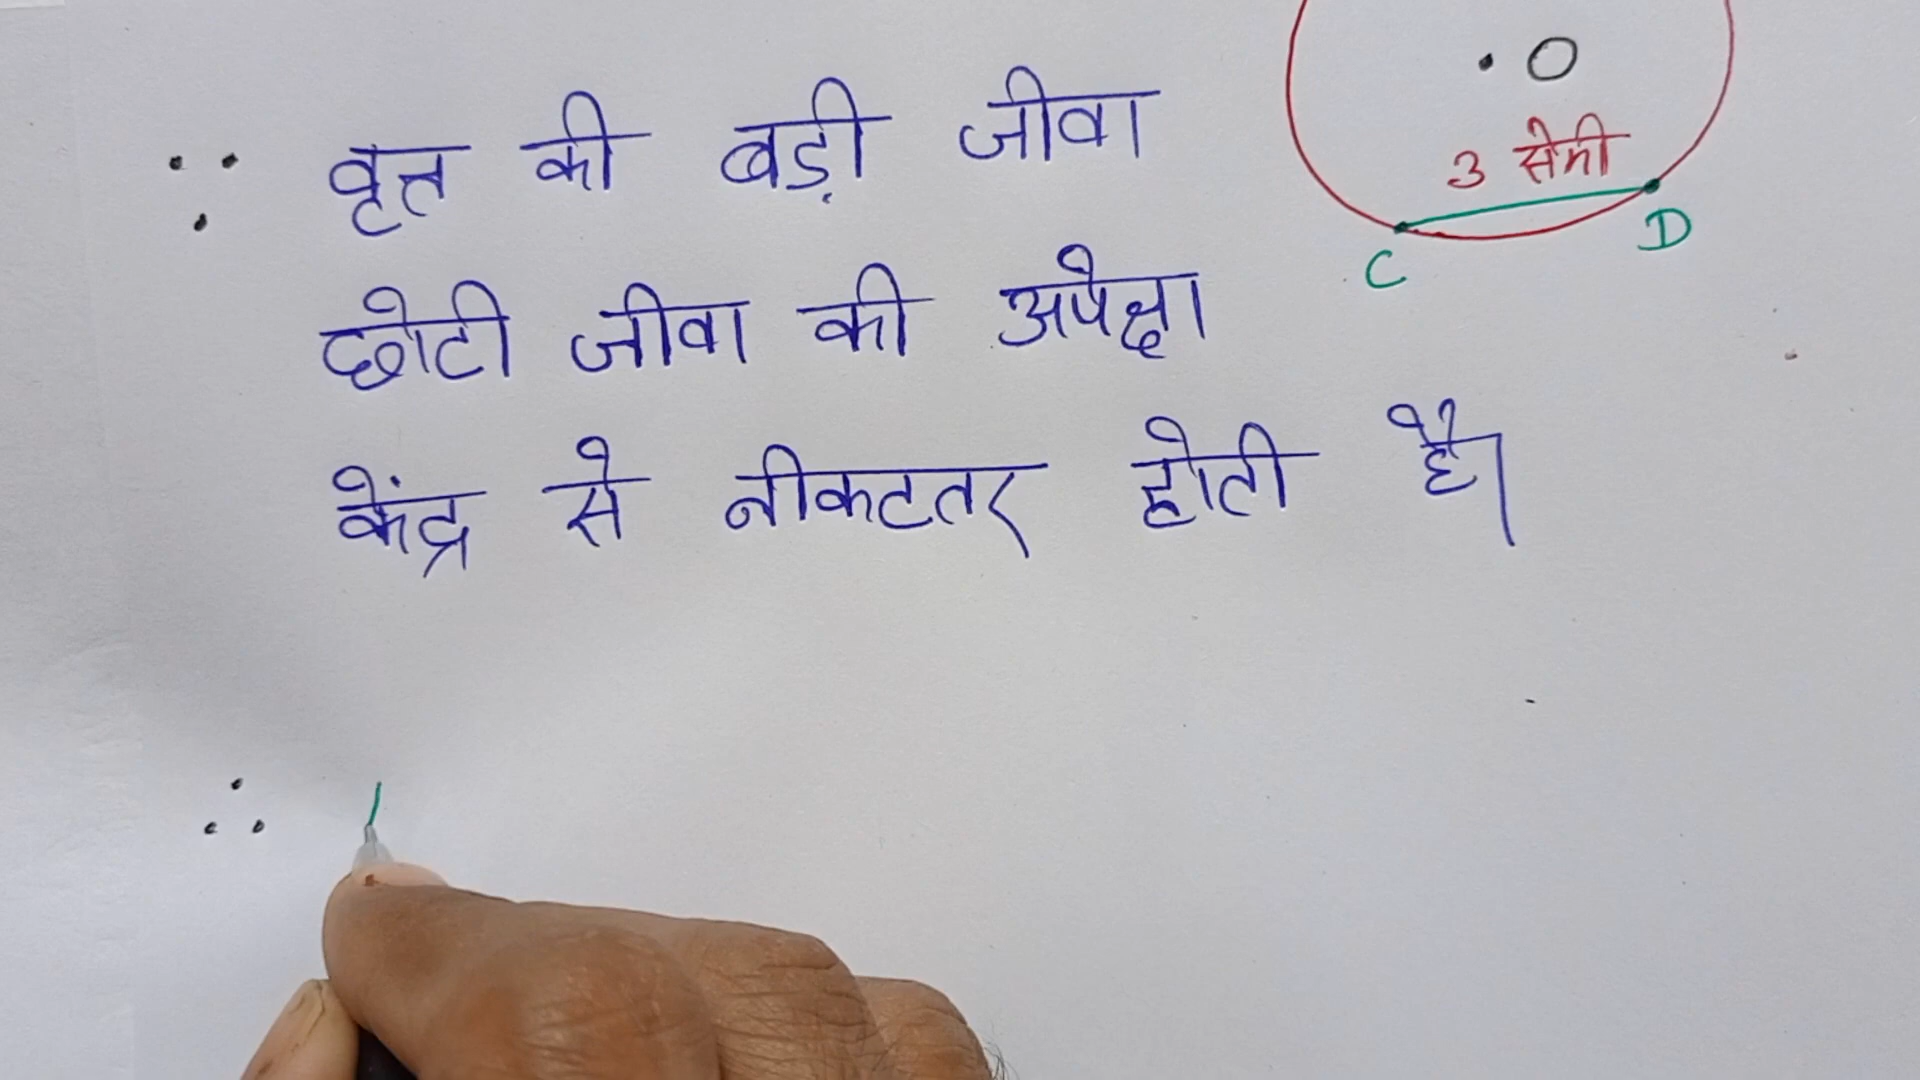 ∵ वृत्त की बड़ी जीवा
छोटी जीवा की अपेक्षा
केंद्र से नीकटतर होती है।
∴
O
3 सेमी
C
D